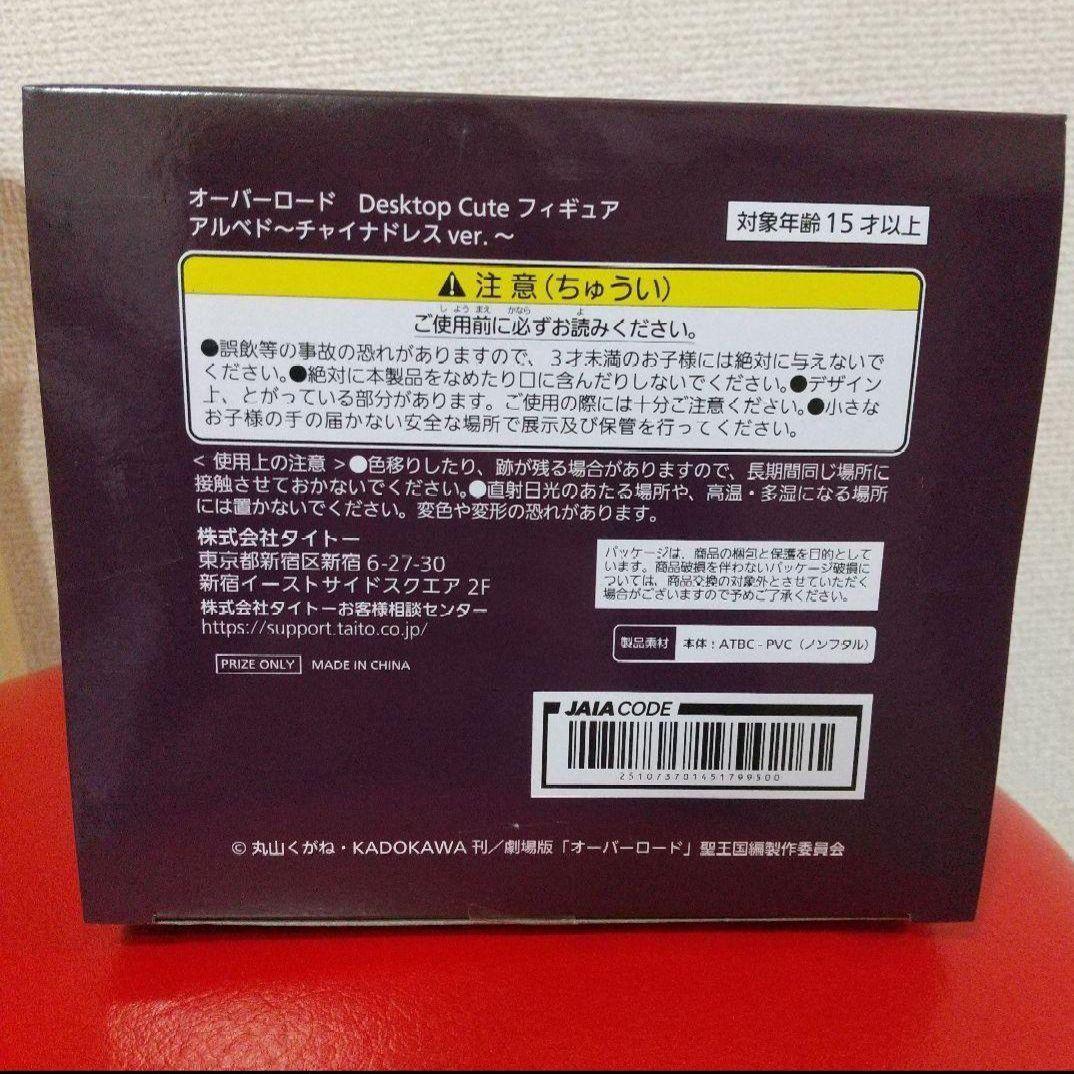 オーバーロード Desktop Cute フィギュア
アルベド～チャイナドレス ver. ～
対象年齢 15 才以上
⚠ 注意(ちゅうい)
ご使用前に必ずお読みください。
●誤飲等の事故の恐れがありますので、3才未満のお子様には絶対に与えないで
ください。●絶対に本製品をなめたり口に含んだりしないでください。●デザイン
上、とがっている部分があります。ご使用の際には十分ご注意ください。●小さな
お子様の手の届かない安全な場所で展示及び保管を行ってください。
< 使用上の注意 >●色移りしたり、跡が残る場合がありますので、長期間同じ場所に
接触させておかないでください。●直射日光のあたる場所や、高温・多湿になる場所
には置かないでください。変色や変形の恐れがあります。
株式会社タイトー
東京都新宿区新宿 6-27-30
新宿イーストサイドスクエア 2F
株式会社タイトーお客様相談センター
https://support.taito.co.jp/
PRIZE ONLY MADE IN CHINA
パッケージは、商品の梱包と保護を目的として
います。商品破損を伴わないパッケージ破損に
ついては、商品交換の対象外とさせていただく
場合がございますので予めご了承ください。
製品素材 本体：ATBC - PVC（ノンフタル）
JAIA CODE
251073701451799500
© 丸山くがね・KADOKAWA 刊／劇場版「オーバーロード」聖王国編製作委員会